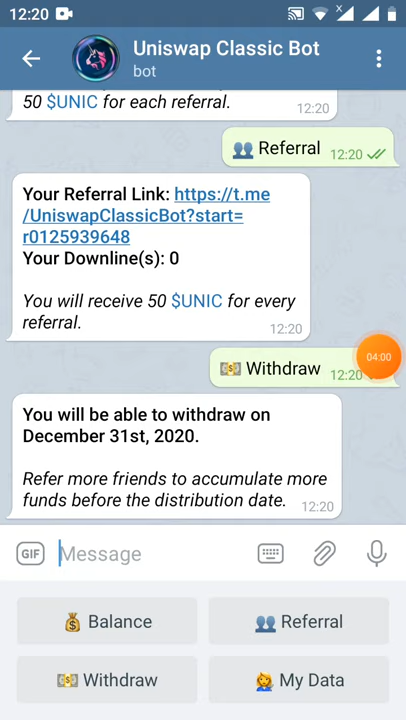 12:20
Uniswap Classic Bot
bot
50 $UNIC for each referral.
12:20
👥 Referral
12:20
Your Referral Link: https://t.me
/UniswapClassicBot?start=
r0125939648
Your Downline(s): 0
You will receive 50 $UNIC for every
referral.
12:20
💵 Withdraw
12:20
04:00
You will be able to withdraw on
December 31st, 2020.
Refer more friends to accumulate more
funds before the distribution date.
12:20
GIF
Message
💰 Balance
👥 Referral
💵 Withdraw
🙋‍♀️ My Data